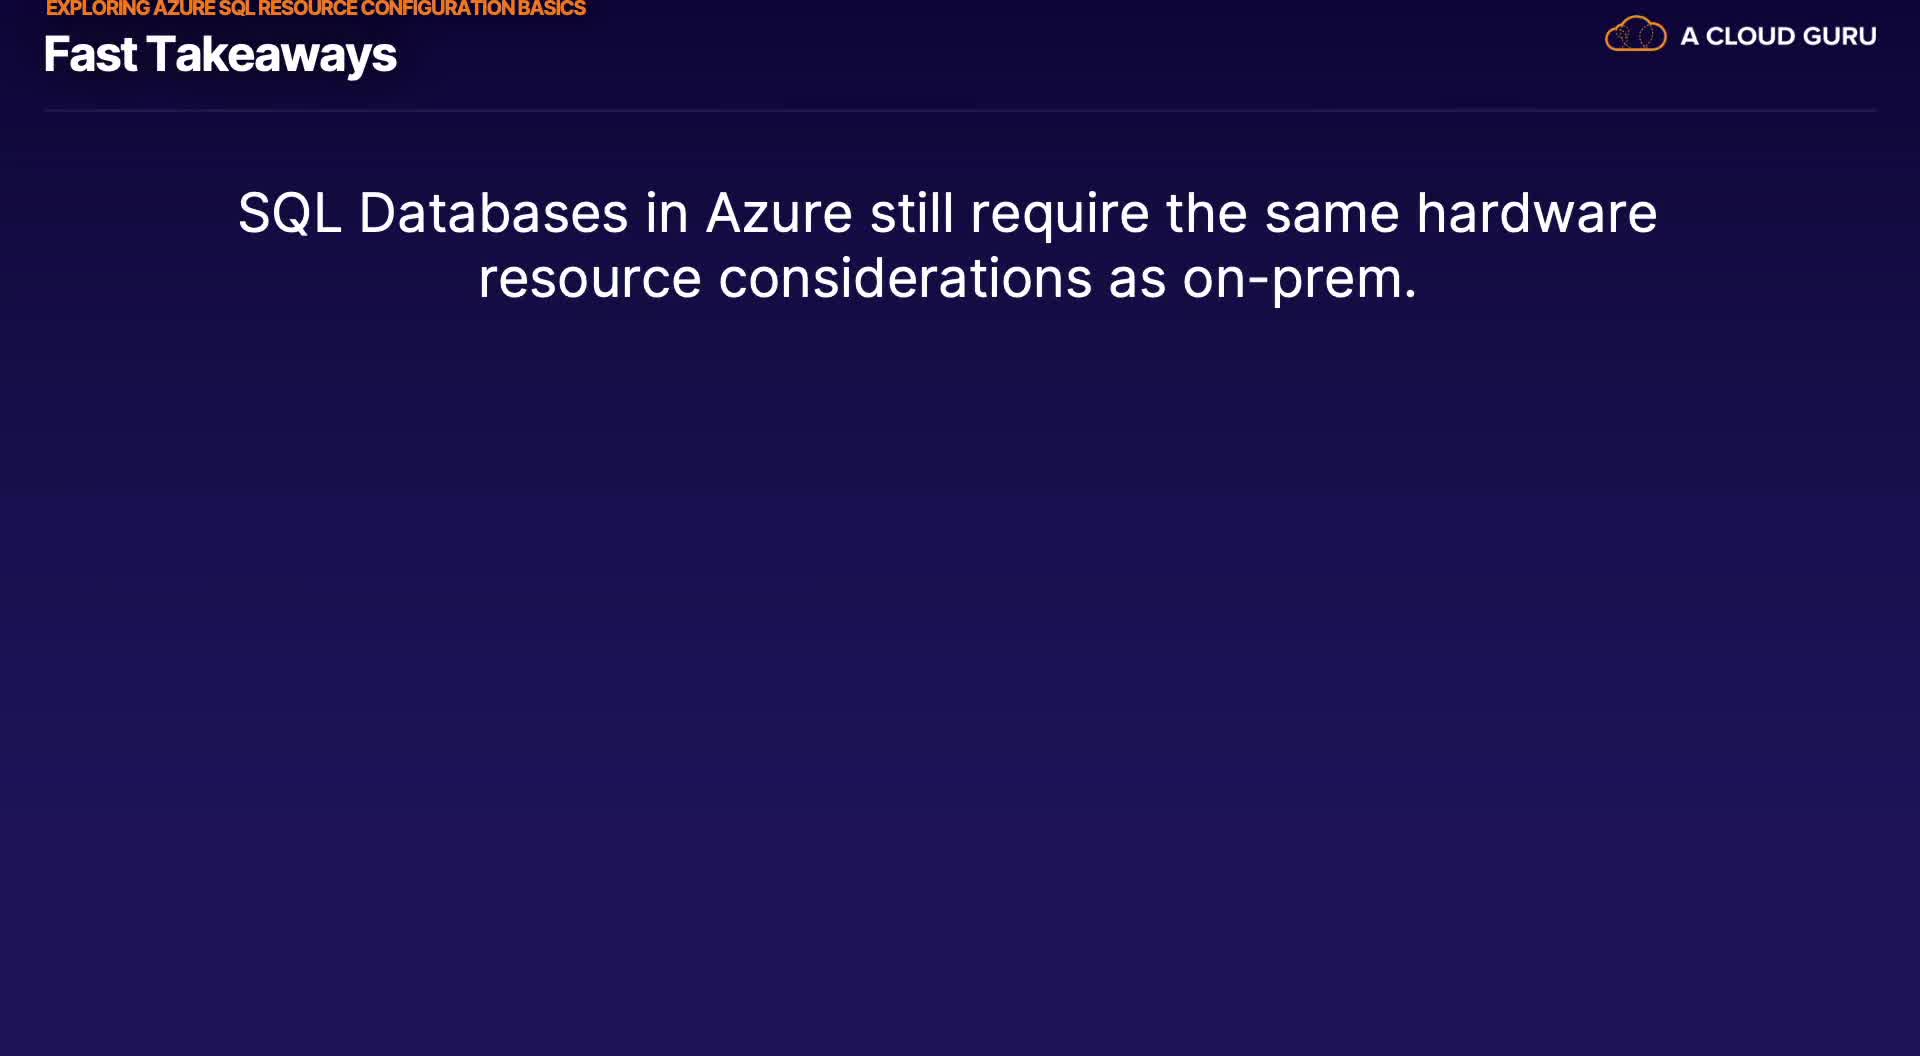 EXPLORING AZURE SQL RESOURCE CONFIGURATION BASICS
Fast Takeaways
A CLOUD GURU
SQL Databases in Azure still require the same hardware
resource considerations as on-prem.